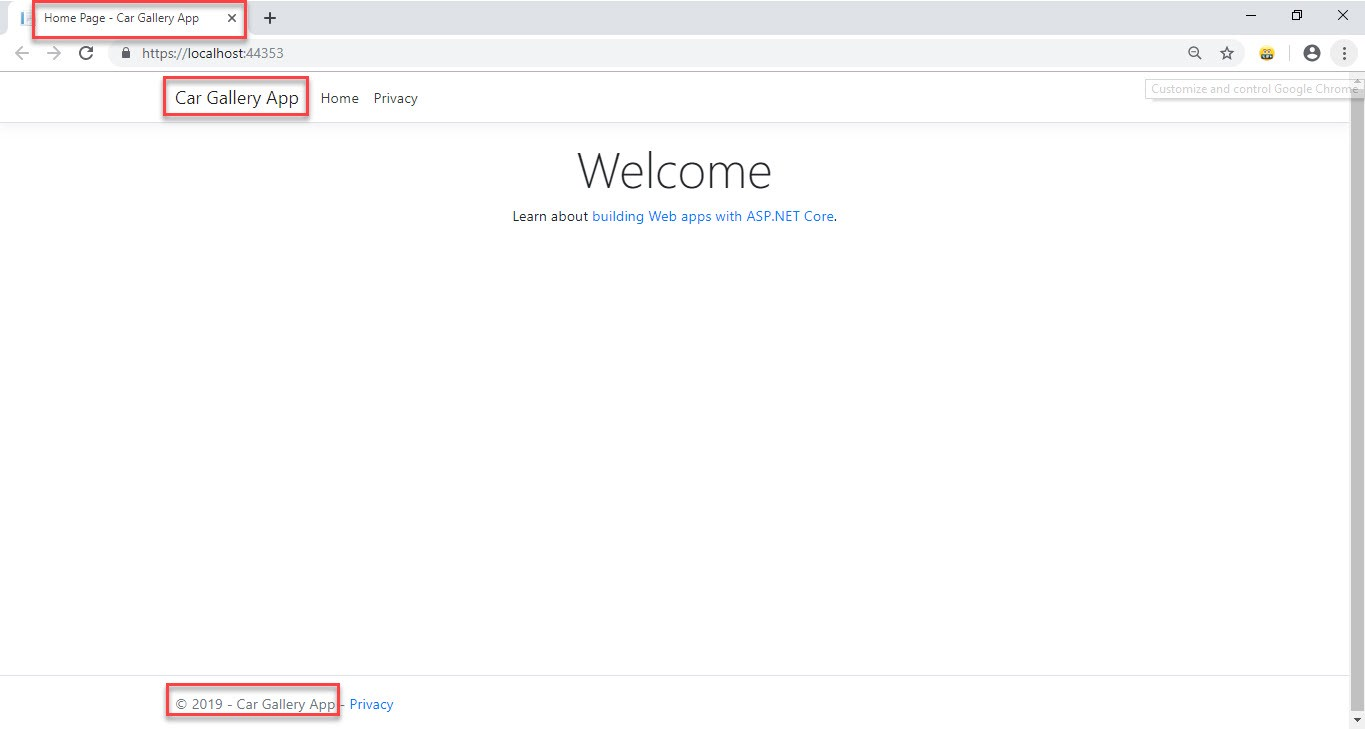 Home Page - Car Gallery App
https://localhost:44353
Car Gallery App Home Privacy
Customize and control Google Chrome
Welcome
Learn about building Web apps with ASP.NET Core.
© 2019 - Car Gallery App - Privacy